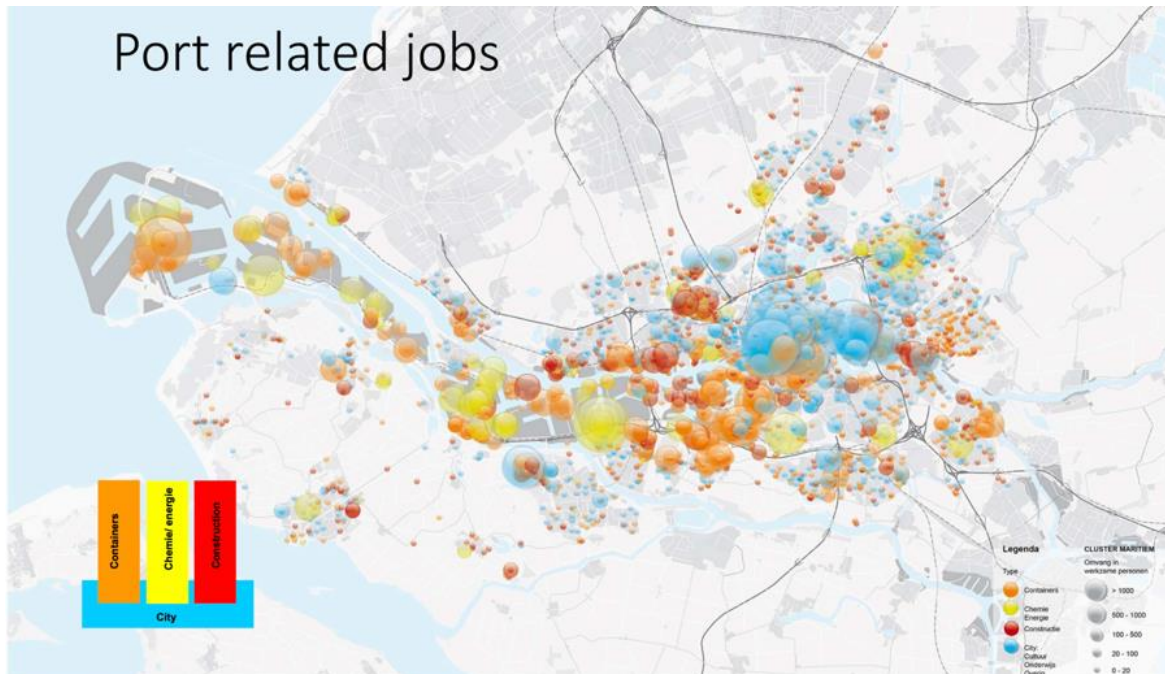 Port related jobs
Containers
Chemie/ energie
Construction
City
Legenda
Type
Containers
Chemie
Energie
Constructie
City:
Cultuur
Onderwijs
Overig
CLUSTER MARITIEM
Omvang in
werkzame personen
> 1000
500 - 1000
100 - 500
20 - 100
0 - 20